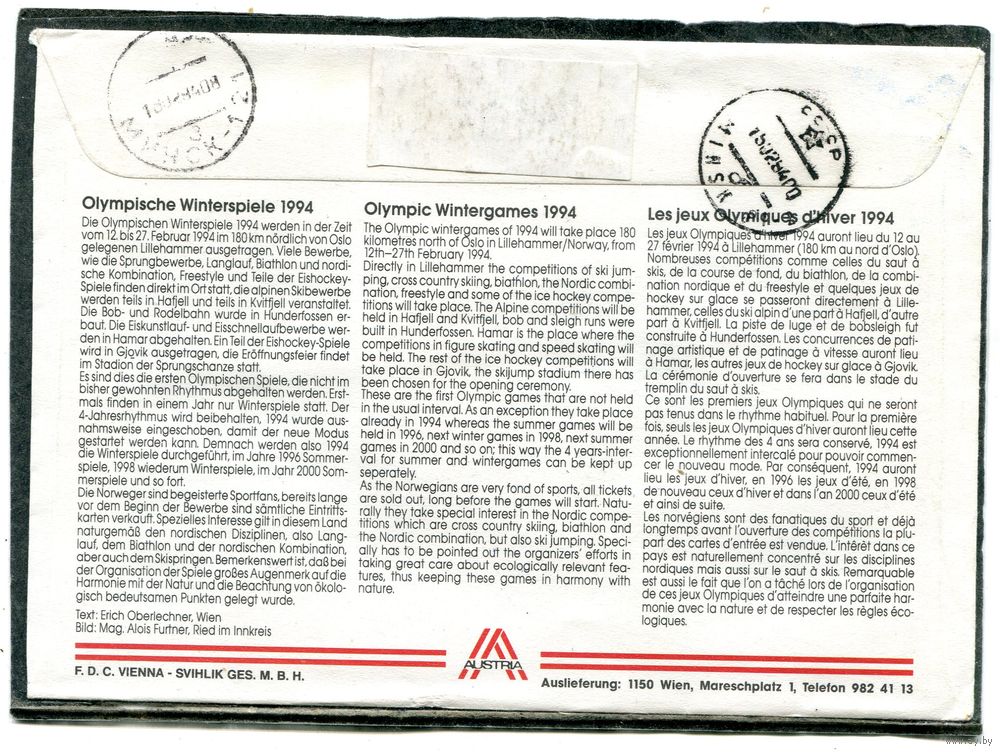 МИНСК-12
3
MINSK
СССР
Olympische Winterspiele 1994
Die Olympischen Winterspiele 1994 werden in der Zeit
vom 12. bis 27. Februar 1994 im 180 km nördlich von Oslo
gelegenen Lillehammer ausgetragen. Viele Bewerbe,
wie die Sprungbewerbe, Langlauf, Biathlon und nordi-
sche Kombination, Freestyle und Teile der Eishockey-
Spiele finden direkt im Ort statt, die alpinen Skibewerbe
werden teils in Hafjell und teils in Kvitfjell veranstaltet.
Die Bob- und Rodelbahn wurde in Hunderfossen er-
baut. Die Eiskunstlauf- und Eisschnellaufbewerbe wer-
den in Hamar abgehalten. Ein Teil der Eishockey-Spiele
wird in Gjovik ausgetragen, die Eröffnungsfeier findet
im Stadion der Sprungschanze statt.
Es sind dies die ersten Olympischen Spiele, die nicht im
bisher gewohnten Rhythmus abgehalten werden. Erst-
mals finden in einem Jahr nur Winterspiele statt. Der
4-Jahresrhythmus wird beibehalten, 1994 wurde aus-
nahmsweise eingeschoben, damit der neue Modus
gestartet werden kann. Demnach werden also 1994
die Winterspiele durchgeführt, im Jahre 1996 Sommer-
spiele, 1998 wiederum Winterspiele, im Jahr 2000 Som-
merspiele und so fort.
Die Norweger sind begeisterte Sportfans, bereits lange
vor dem Beginn der Bewerbe sind sämtliche Eintritts-
karten verkauft. Spezielles Interesse gilt in diesem Land
naturgemäß den nordischen Disziplinen, also Lang-
lauf, dem Biathlon und der nordischen Kombination,
aber auch dem Skispringen. Bemerkenswert ist, daß bei
der Organisation der Spiele großes Augenmerk auf die
Harmonie mit der Natur und die Beachtung von ökolo-
gisch bedeutsamen Punkten gelegt wurde.
Text: Erich Oberlechner, Wien
Bild: Mag. Alois Furtner, Ried im Innkreis
Olympic Wintergames 1994
The Olympic wintergames of 1994 will take place 180
kilometres north of Oslo in Lillehammer/Norway, from
12th–27th February 1994.
Directly in Lillehammer the competitions of ski jum-
ping, cross country skiing, biathlon, the Nordic combi-
nation, freestyle and some of the ice hockey compe-
titions will take place. The Alpine competitions will be
held in Hafjell and Kvitfjell, bob and sleigh runs were
built in Hunderfossen. Hamar is the place where the
competitions in figure skating and speed skating will
be held. The rest of the ice hockey competitions will
take place in Gjovik, the skijump stadium there has
been chosen for the opening ceremony.
These are the first Olympic games that are not held
in the usual interval. As an exception they take place
already in 1994 whereas the summer games will be
held in 1996, next winter games in 1998, next summer
games in 2000 and so on; this way the 4 years-inter-
val for summer and wintergames can be kept up
seperately.
As the Norwegians are very fond of sports, all tickets
are sold out, long before the games will start. Natu-
rally they take special interest in the Nordic compe-
titions which are cross country skiing, biathlon and
the Nordic combination, but also ski jumping. Speci-
ally has to be pointed out the organizers' efforts in
taking great care about ecologically relevant fea-
tures, thus keeping these games in harmony with
nature.
Les jeux Olymiques d'hiver 1994
Les jeux Olympiques d'hiver 1994 auront lieu du 12 au
27 février 1994 à Lillehammer (180 km au nord d'Oslo).
Nombreuses compétitions comme celles du saut à
skis, de la course de fond, du biathlon, de la combi-
nation nordique et du freestyle et quelques jeux de
hockey sur glace se passeront directement à Lille-
hammer, celles du ski alpin d'une part à Hafjell, d'autre
part à Kvitfjell. La piste de luge et de bobsleigh fut
construite à Hunderfossen. Les concurrences de pati-
nage artistique et de patinage à vitesse auront lieu
à Hamar, les autres jeux de hockey sur glace à Gjovik.
La cérémonie d'ouverture se fera dans le stade du
tremplin du saut à skis.
Ce sont les premiers jeux Olympiques qui ne seront
pas tenus dans le rhythme habituel. Pour la première
fois, seuls les jeux Olympiques d'hiver auront lieu cette
année. Le rhythme des 4 ans sera conservé, 1994 est
exceptionellement intercalé pour pouvoir commen-
cer le nouveau mode. Par conséquent, 1994 auront
lieu les jeux d'hiver, en 1996 les jeux d'été, en 1998
de nouveau ceux d'hiver et dans l'an 2000 ceux d'été
et ainsi de suite.
Les norvégiens sont des fanatiques du sport et déjà
longtemps avant l'ouverture des compétitions la plu-
part des cartes d'entrée est vendue. L'intérêt dans ce
pays est naturellement concentré sur les disciplines
nordiques mais aussi sur le saut à skis. Remarquable
est aussi le fait que l'on a tâché lors de l'organisation
de ces jeux Olympiques d'atteindre une parfaite har-
monie avec la nature et de respecter les règles éco-
logiques.
F. D. C. VIENNA - SVIHLIK GES. M. B. H.
AUSTRIA
Auslieferung: 1150 Wien, Mareschplatz 1, Telefon 982 41 13